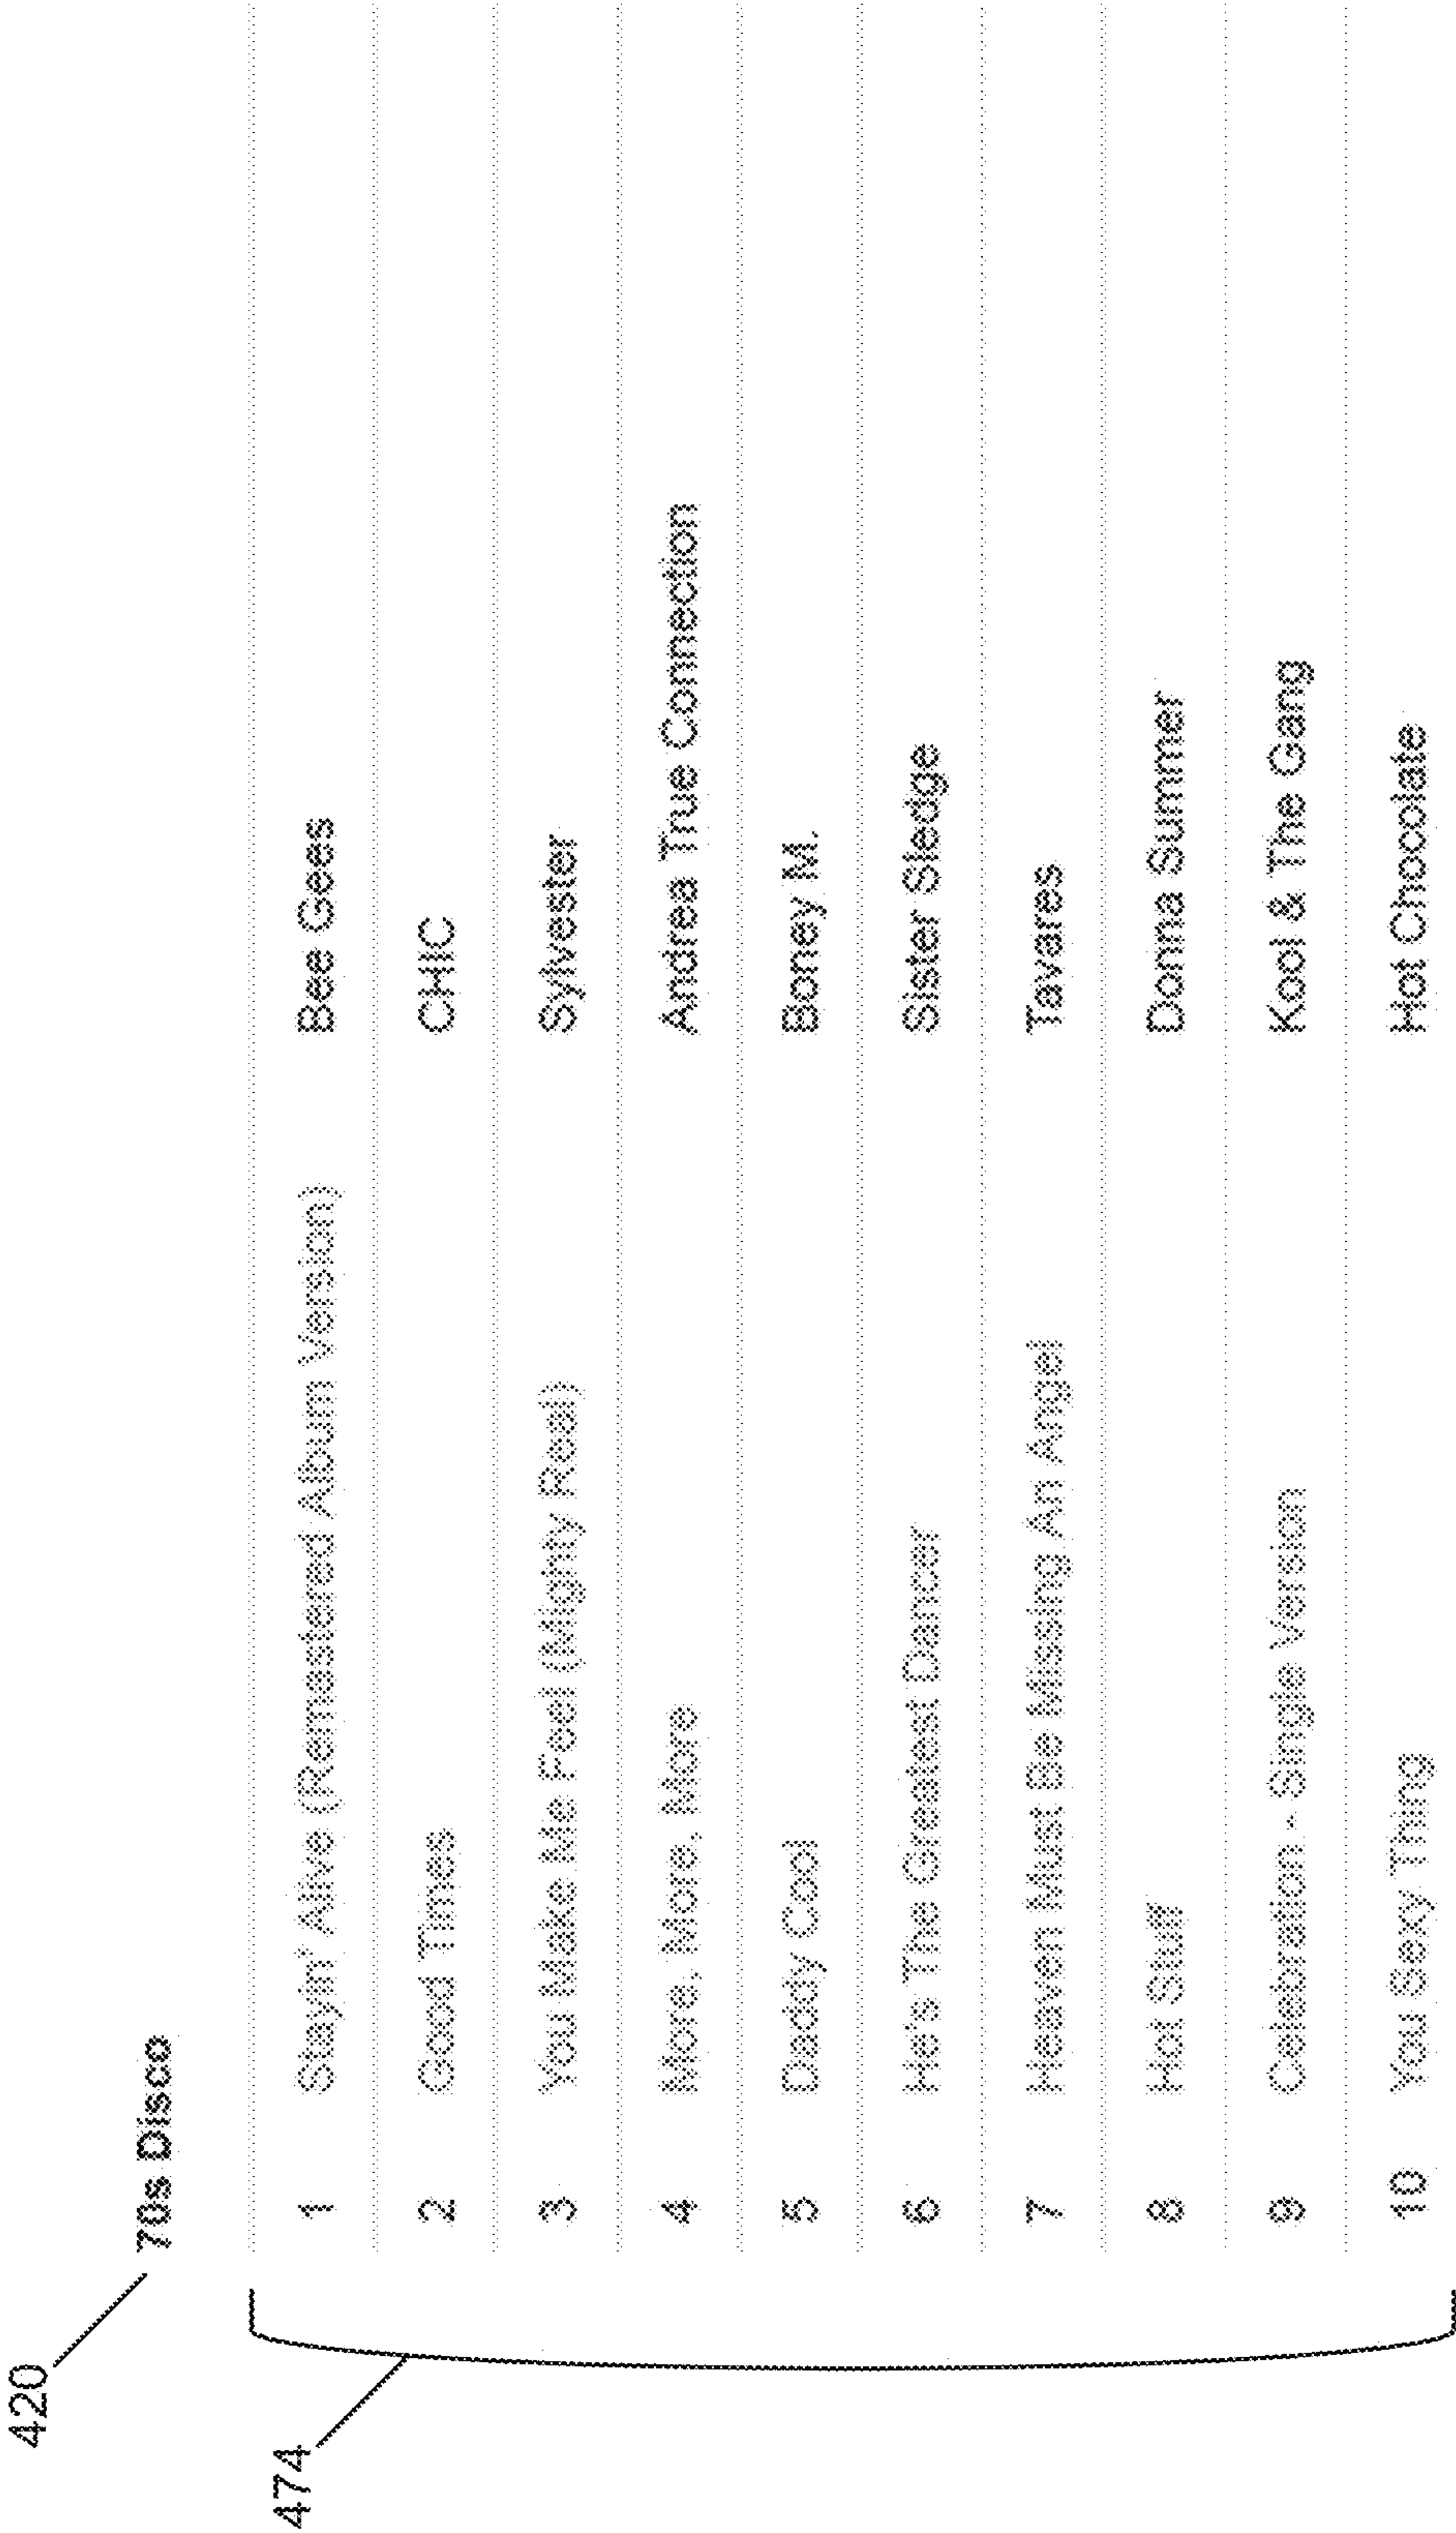 420
70s Disco
474
1 Stayin' Alive (Remastered Album Version) Bee Gees
2 Good Times CHIC
3 You Make Me Feel (Mighty Real) Sylvester
4 More, More, More Andrea True Connection
5 Daddy Cool Boney M.
6 He's The Greatest Dancer Sister Sledge
7 Heaven Must Be Missing An Angel Tavares
8 Hot Stuff Donna Summer
9 Celebration - Single Version Kool & The Gang
10 You Sexy Thing Hot Chocolate